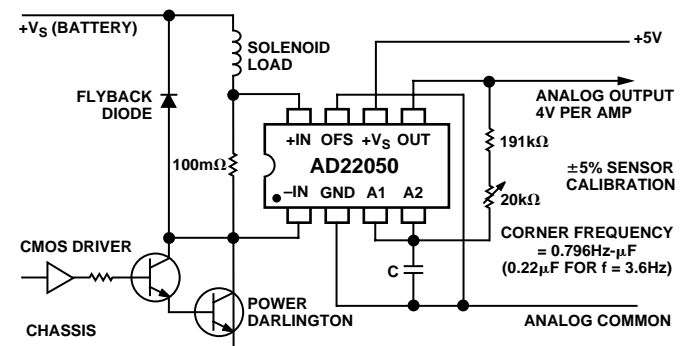 +VS (BATTERY)
SOLENOID
LOAD
+5V
FLYBACK
DIODE
ANALOG OUTPUT
4V PER AMP
+IN OFS +VS OUT
191kΩ
100mΩ
AD22050
±5% SENSOR
CALIBRATION
–IN GND A1 A2
20kΩ
CORNER FREQUENCY
= 0.796Hz-μF
(0.22μF FOR f = 3.6Hz)
CMOS DRIVER
C
POWER
DARLINGTON
ANALOG COMMON
CHASSIS